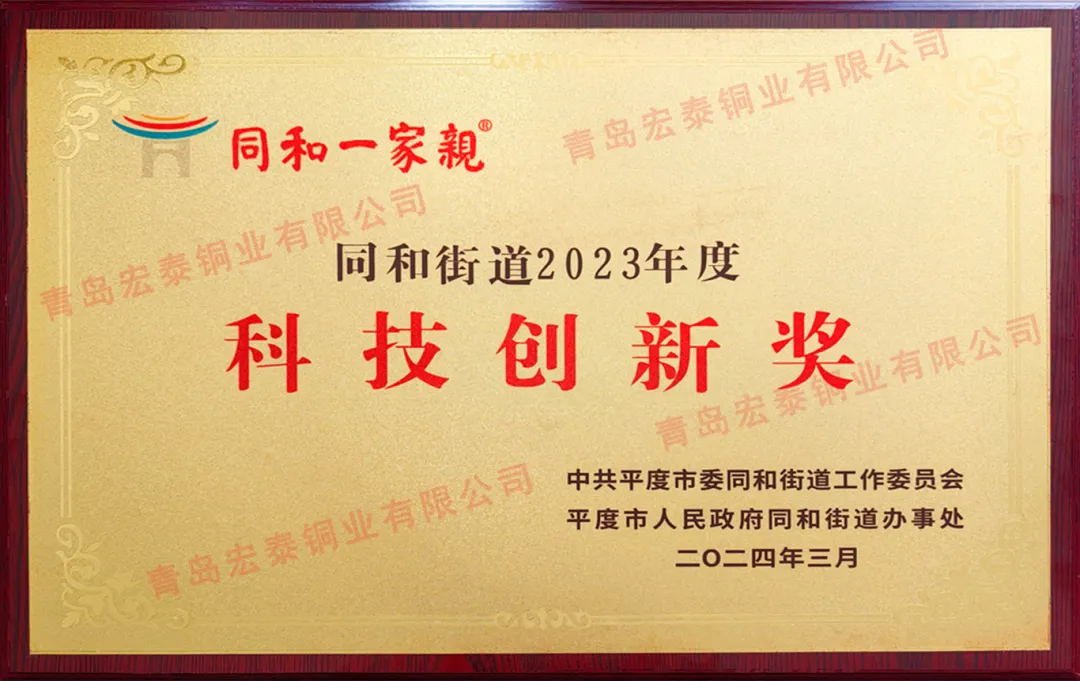 同和一家親®
青岛宏泰铜业有限公司
青岛宏泰铜业有限公司
同和街道2023年度
科技创新奖
青岛宏泰铜业有限公司
中共平度市委同和街道工作委员会
青岛宏泰铜业有限公司
平度市人民政府同和街道办事处
二〇二四年三月